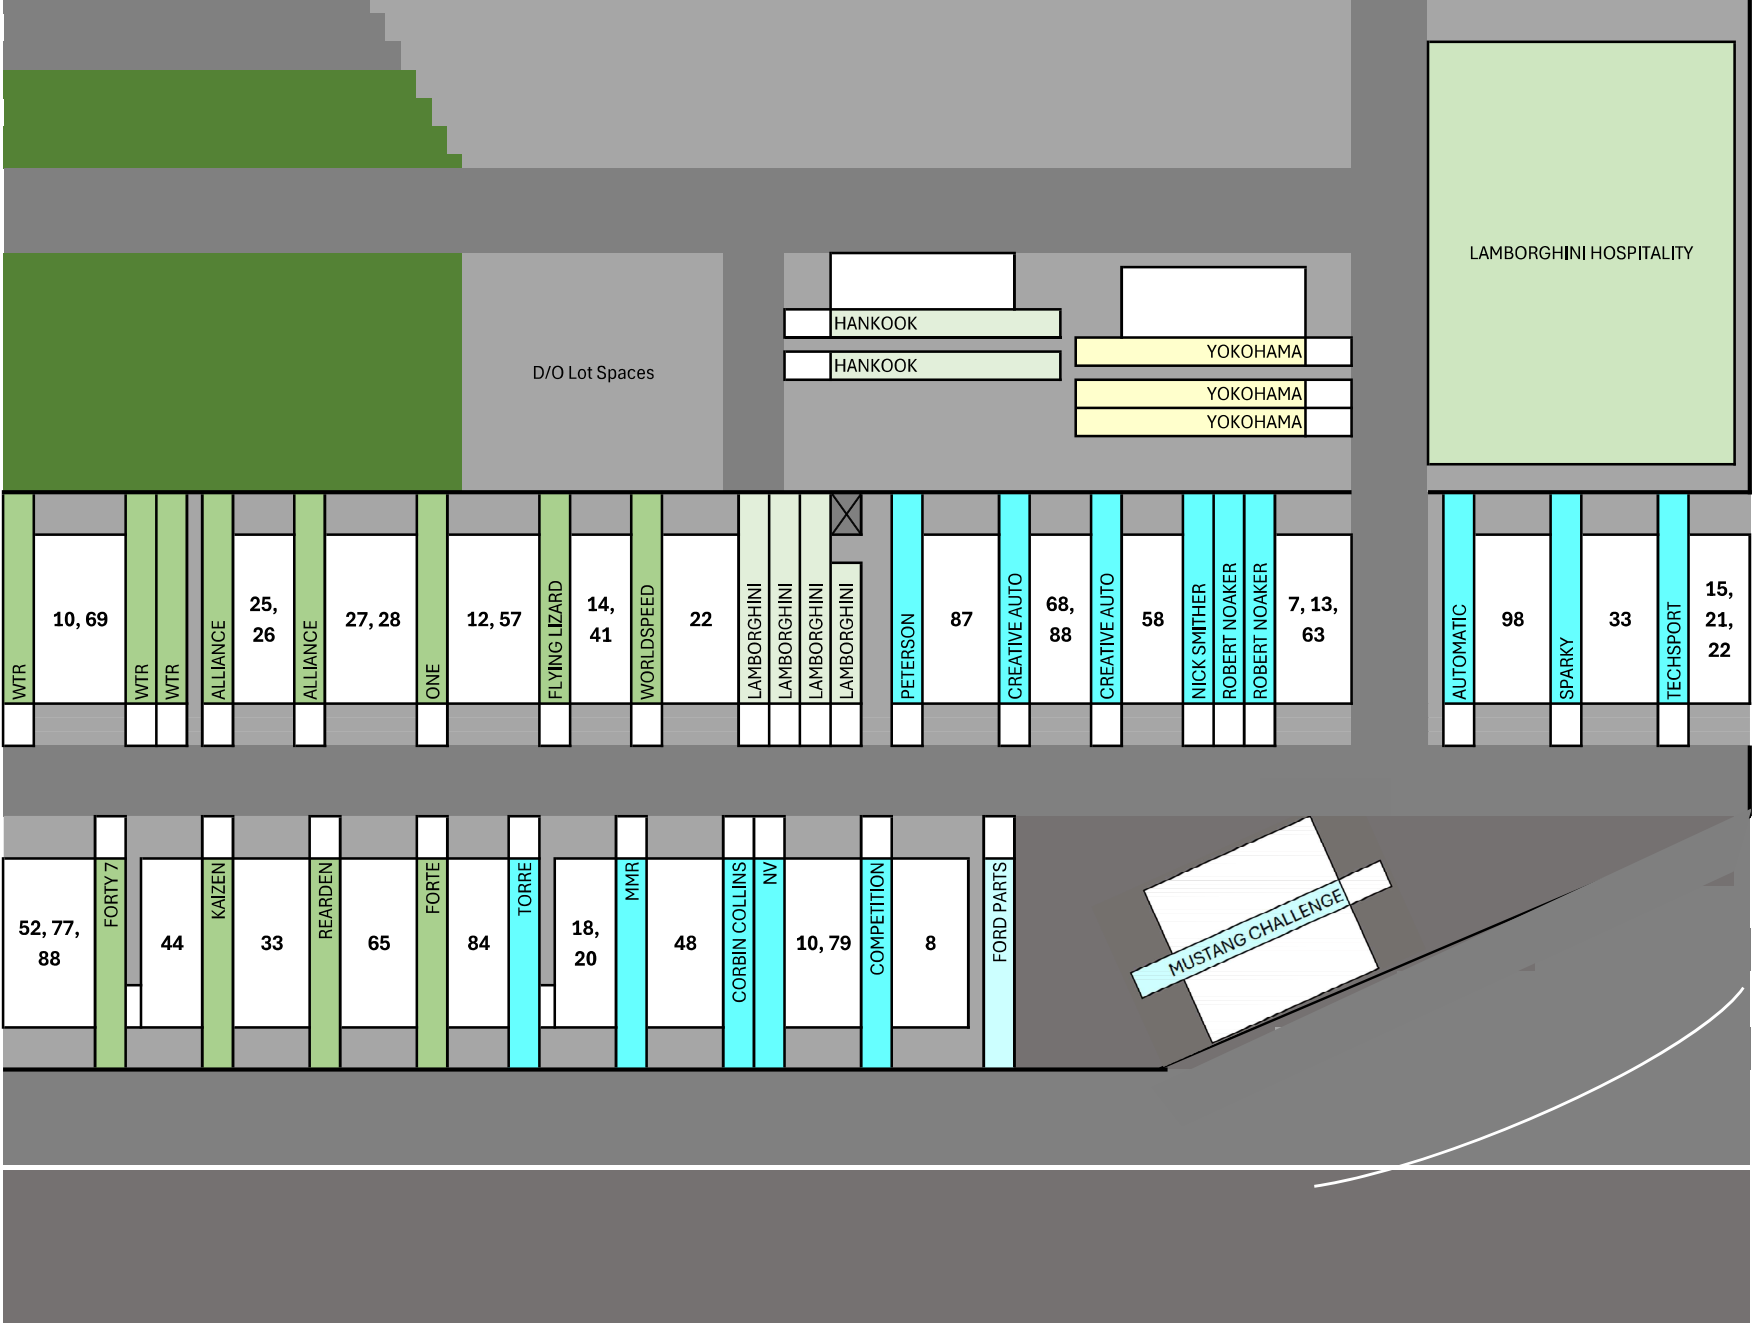 LAMBORGHINI HOSPITALITY
HANKOOK
HANKOOK
D/O Lot Spaces
YOKOHAMA
YOKOHAMA
YOKOHAMA
WTR
10, 69
WTR
WTR
ALLIANCE
25,
26
ALLIANCE
27, 28
ONE
12, 57
FLYING LIZARD
14,
41
WORLDSPEED
22
LAMBORGHINI
LAMBORGHINI
LAMBORGHINI
LAMBORGHINI
PETERSON
87
CREATIVE AUTO
68,
88
CREATIVE AUTO
58
NICK SMITHER
ROBERT NOAKER
ROBERT NOAKER
7, 13,
63
AUTOMATIC
98
SPARKY
33
TECHSPORT
15,
21,
22
52, 77,
88
FORTY 7
44
KAIZEN
33
REARDEN
65
FORTE
84
TORRE
18,
20
MMR
48
CORBIN COLLINS
NV
10, 79
COMPETITION
8
FORD PARTS
MUSTANG CHALLENGE